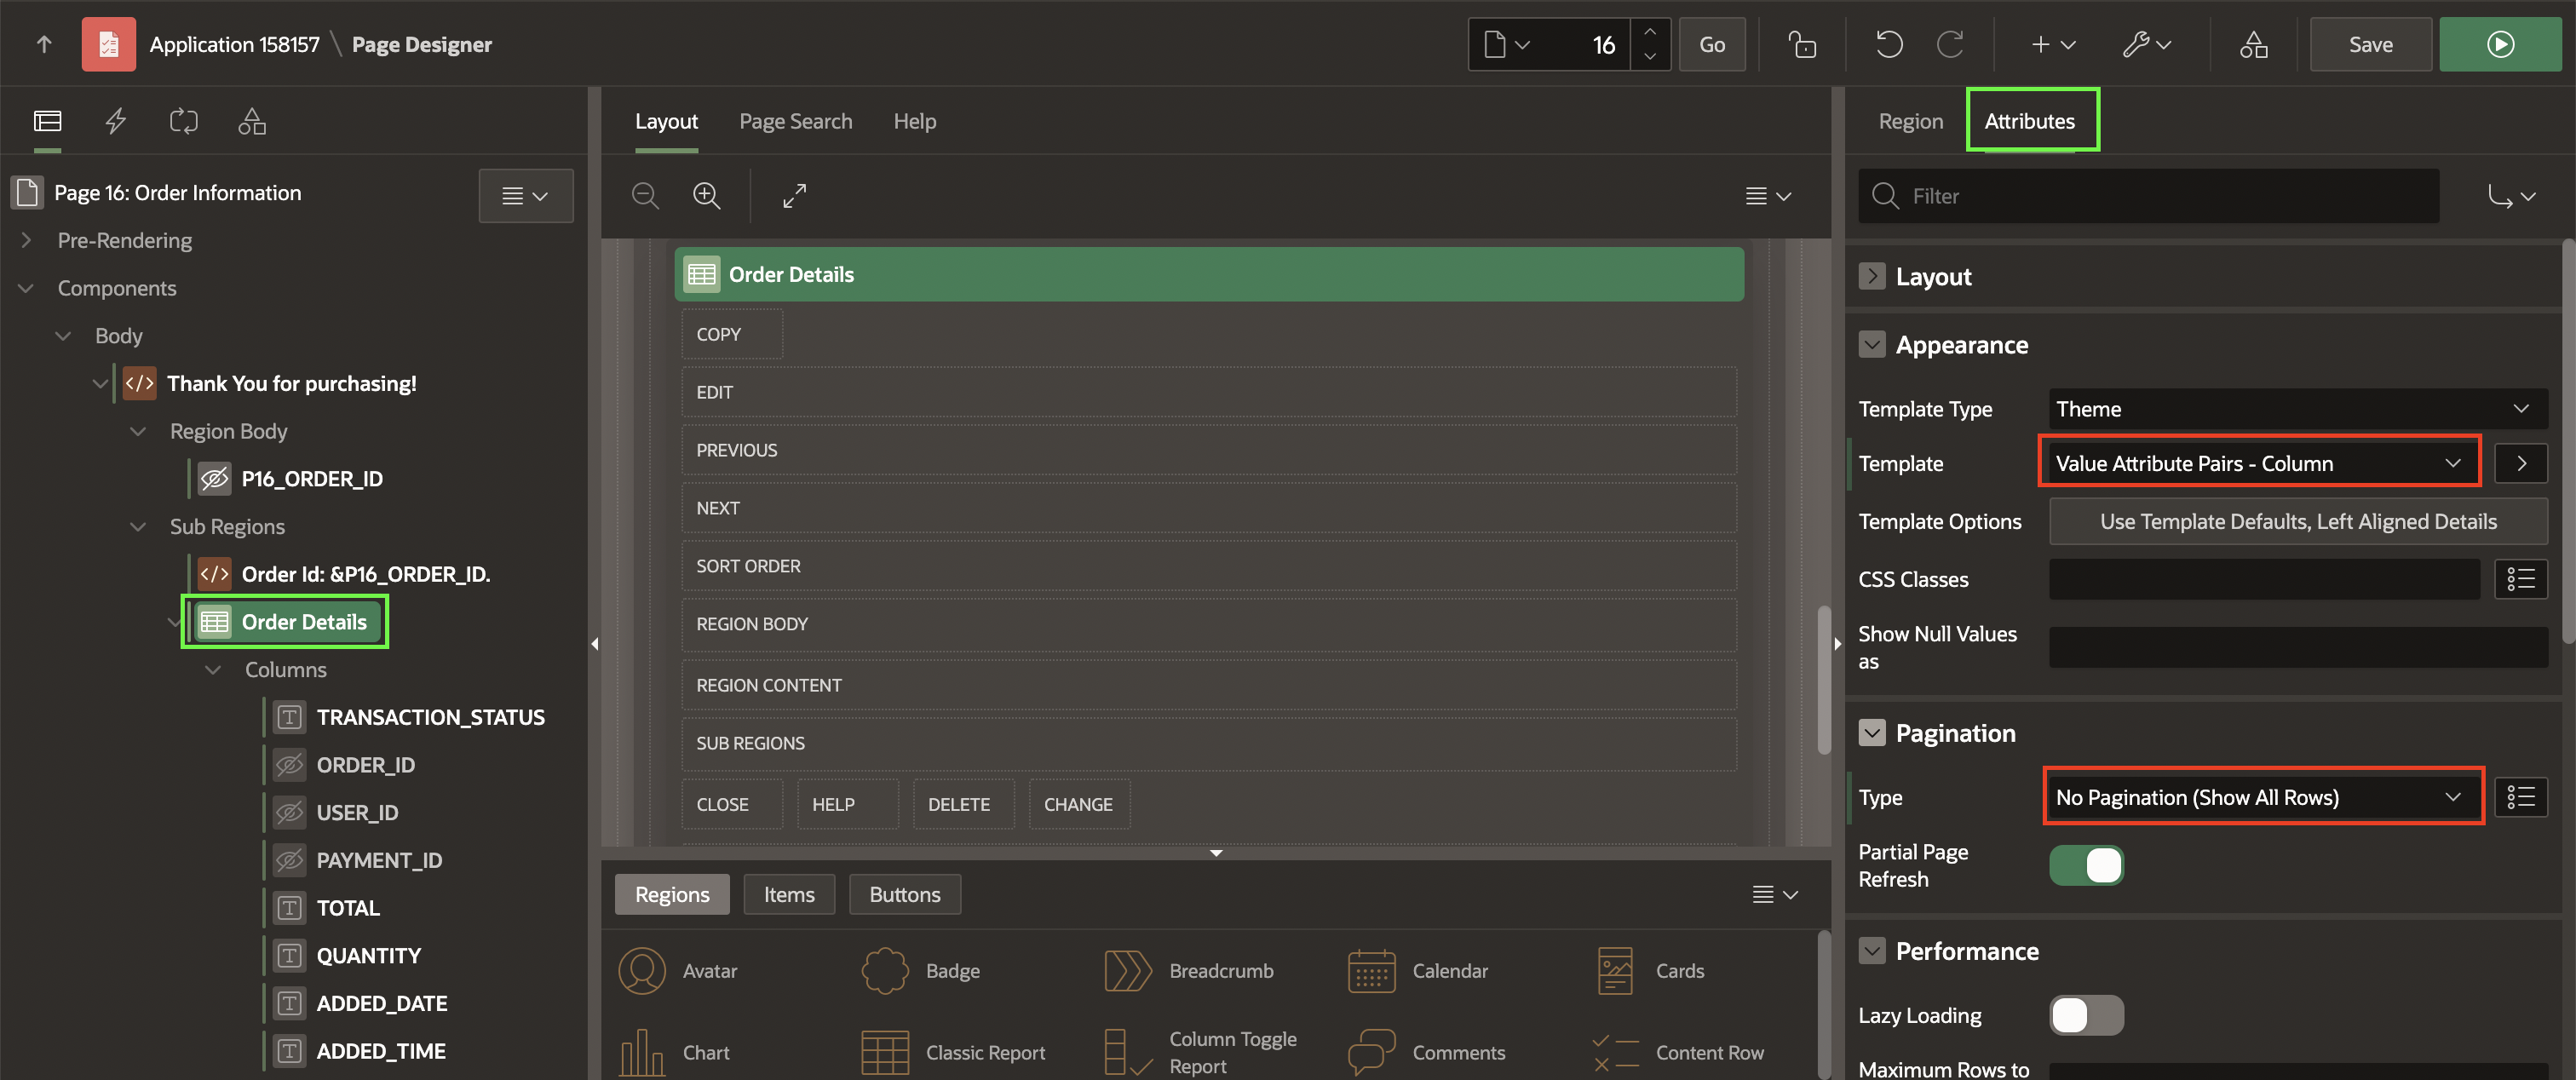 Application 158157 \ Page Designer
16
Go
Save
Page 16: Order Information
Pre-Rendering
Components
Body
Thank You for purchasing!
Region Body
P16_ORDER_ID
Sub Regions
Order Id: &P16_ORDER_ID.
Order Details
Columns
TRANSACTION_STATUS
ORDER_ID
USER_ID
PAYMENT_ID
TOTAL
QUANTITY
ADDED_DATE
ADDED_TIME
Layout Page Search Help
Order Details
COPY
EDIT
PREVIOUS
NEXT
SORT ORDER
REGION BODY
REGION CONTENT
SUB REGIONS
CLOSE HELP DELETE CHANGE
Regions Items Buttons
Avatar Badge Breadcrumb Calendar Cards
Chart Classic Report Column Toggle
Report Comments Content Row
Region Attributes
Filter
Layout
Appearance
Template Type Theme
Template Value Attribute Pairs - Column
Template Options Use Template Defaults, Left Aligned Details
CSS Classes
Show Null Values
as
Pagination
Type No Pagination (Show All Rows)
Partial Page
Refresh
Performance
Lazy Loading
Maximum Rows to